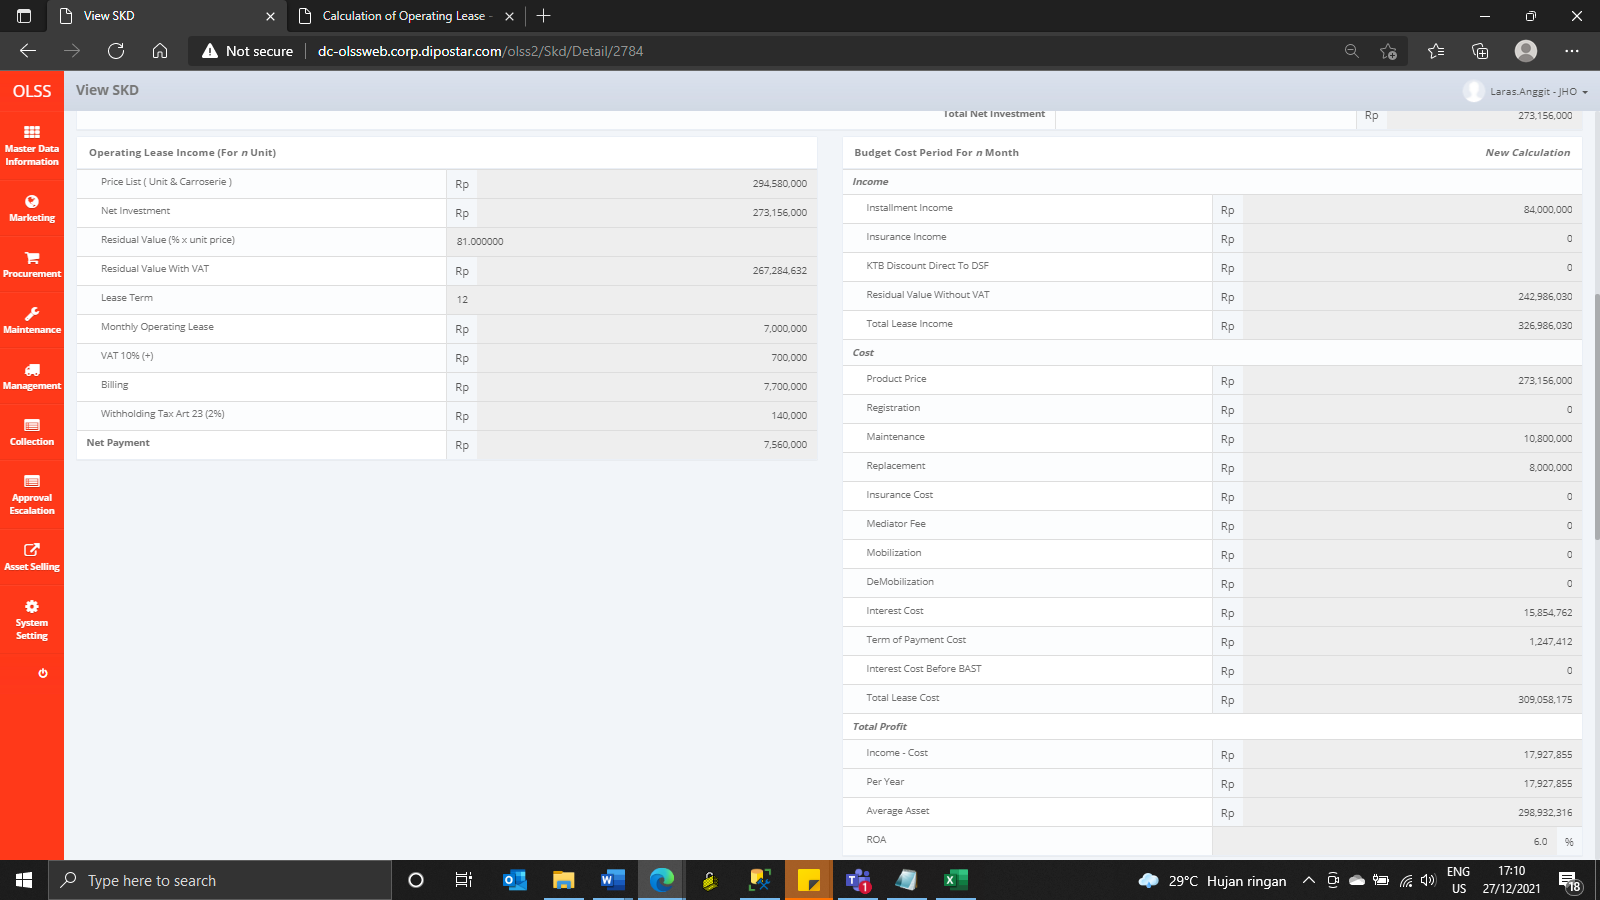 View SKD
Calculation of Operating Lease -
Not secure
dc-olssweb.corp.dipostar.com/olss2/Skd/Detail/2784
OLSS
View SKD
Laras.Anggit - JHO
Master Data
Information
Marketing
Procurement
Maintenance
Management
Collection
Approval
Escalation
Asset Selling
System
Setting
Total Net Investment Rp 273,156,000
Operating Lease Income (For n Unit)
Price List ( Unit & Carroserie ) Rp 294,580,000
Net Investment Rp 273,156,000
Residual Value (% x unit price) 81.000000
Residual Value With VAT Rp 267,284,632
Lease Term 12
Monthly Operating Lease Rp 7,000,000
VAT 10% (+) Rp 700,000
Billing Rp 7,700,000
Withholding Tax Art 23 (2%) Rp 140,000
Net Payment Rp 7,560,000
Budget Cost Period For n Month New Calculation
Income
Installment Income Rp 84,000,000
Insurance Income Rp 0
KTB Discount Direct To DSF Rp 0
Residual Value Without VAT Rp 242,986,030
Total Lease Income Rp 326,986,030
Cost
Product Price Rp 273,156,000
Registration Rp 0
Maintenance Rp 10,800,000
Replacement Rp 8,000,000
Insurance Cost Rp 0
Mediator Fee Rp 0
Mobilization Rp 0
DeMobilization Rp 0
Interest Cost Rp 15,854,762
Term of Payment Cost Rp 1,247,412
Interest Cost Before BAST Rp 0
Total Lease Cost Rp 309,058,175
Total Profit
Income - Cost Rp 17,927,855
Per Year Rp 17,927,855
Average Asset Rp 298,932,316
ROA 6.0 %
Type here to search
1
29°C Hujan ringan
ENG
US
17:10
27/12/2021
18